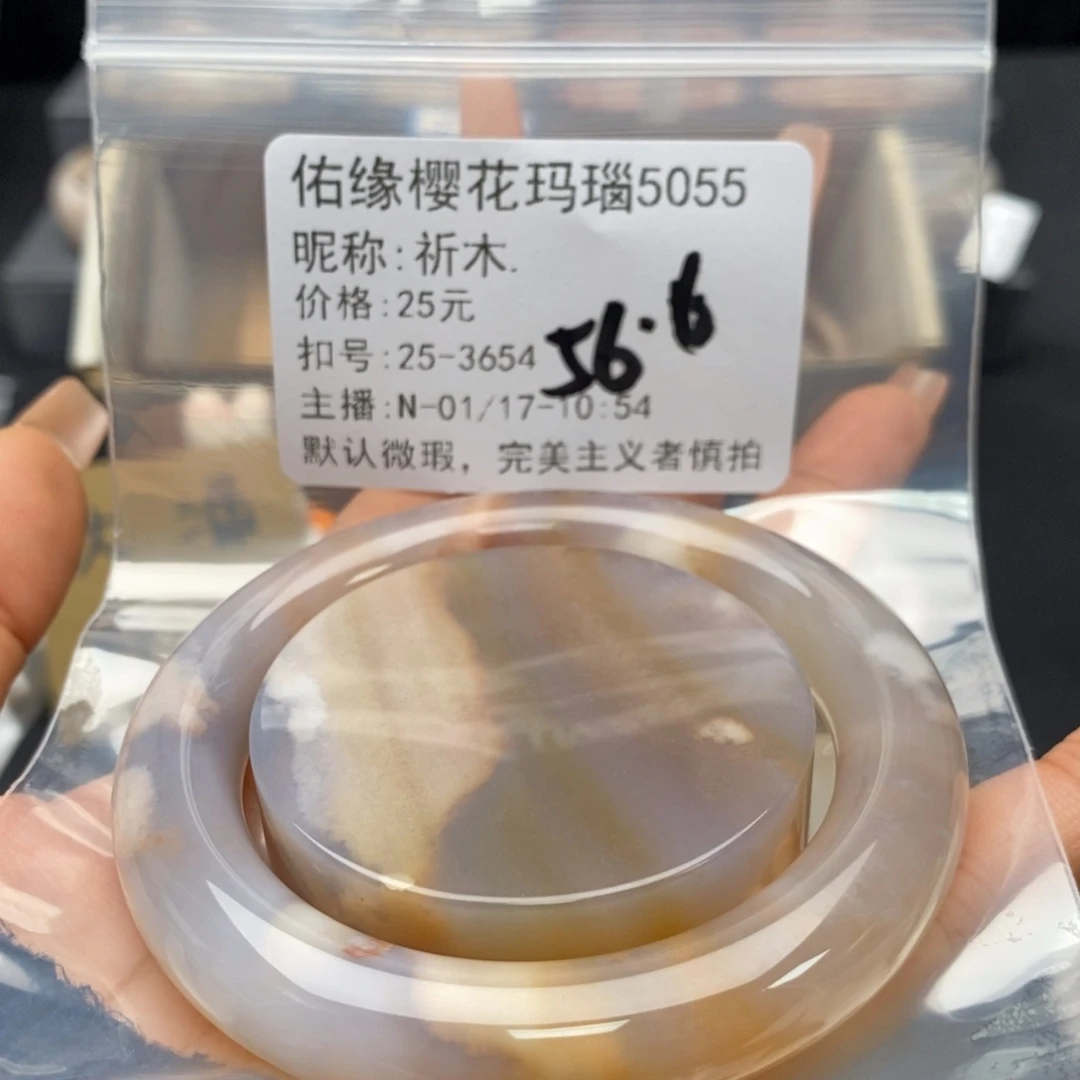 佑缘樱花玛瑙5055
昵称:祈木.
价格:25元
56.6
扣号:25-3654
主播:N-01/17-10:54
默认微瑕，完美主义者慎拍